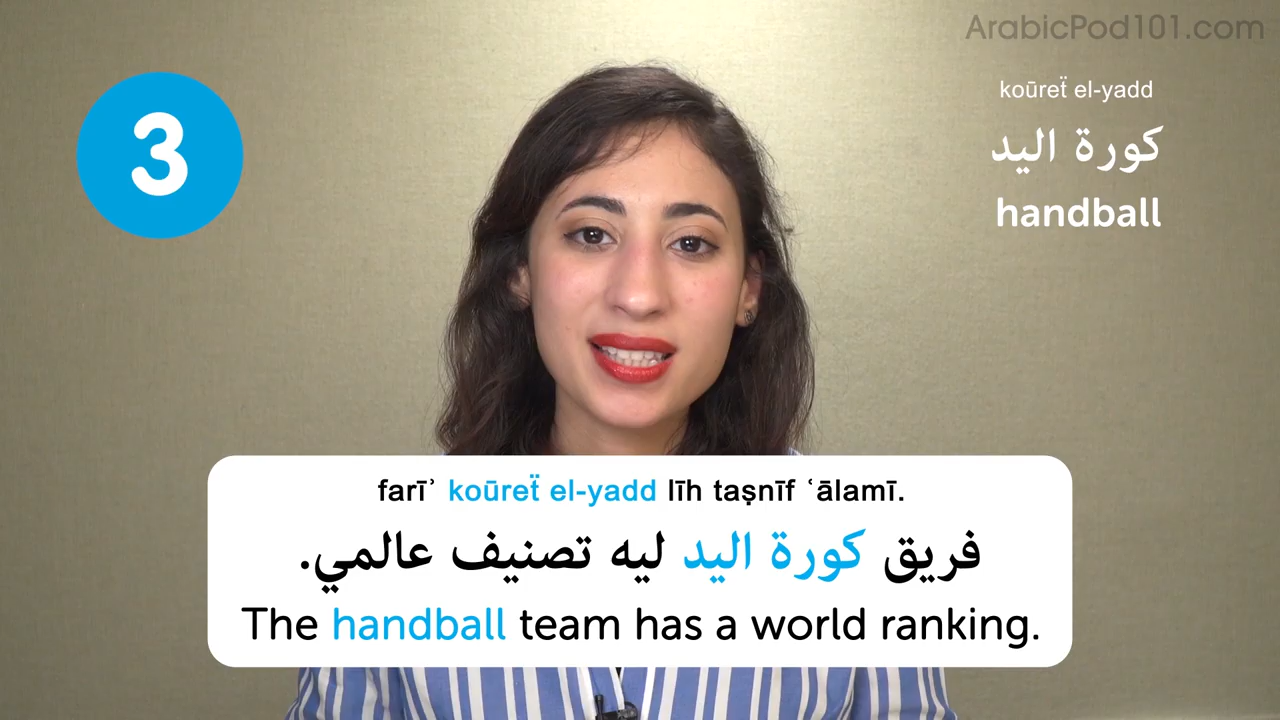 ArabicPod101.com
3
koūreẗ el-yadd
كورة اليد
handball
farīʾ koūreẗ el-yadd līh taṣnīf ʿālamī.
فريق كورة اليد ليه تصنيف عالمي.
The handball team has a world ranking.